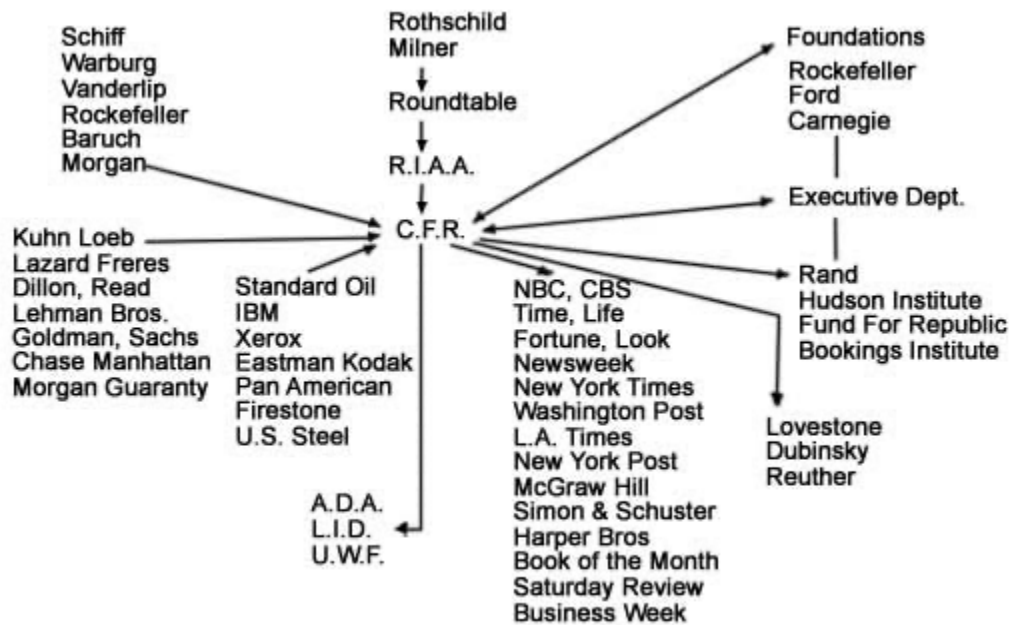 Schiff
Warburg
Vanderlip
Rockefeller
Baruch
Morgan
Rothschild
Milner
Roundtable
R.I.A.A.
C.F.R.
Foundations
Rockefeller
Ford
Carnegie
Executive Dept.
Rand
Hudson Institute
Fund For Republic
Bookings Institute
Kuhn Loeb
Lazard Freres
Dillon, Read
Lehman Bros.
Goldman, Sachs
Chase Manhattan
Morgan Guaranty
Standard Oil
IBM
Xerox
Eastman Kodak
Pan American
Firestone
U.S. Steel
NBC, CBS
Time, Life
Fortune, Look
Newsweek
New York Times
Washington Post
L.A. Times
New York Post
McGraw Hill
Simon & Schuster
Harper Bros
Book of the Month
Saturday Review
Business Week
Lovestone
Dubinsky
Reuther
A.D.A.
L.I.D.
U.W.F.